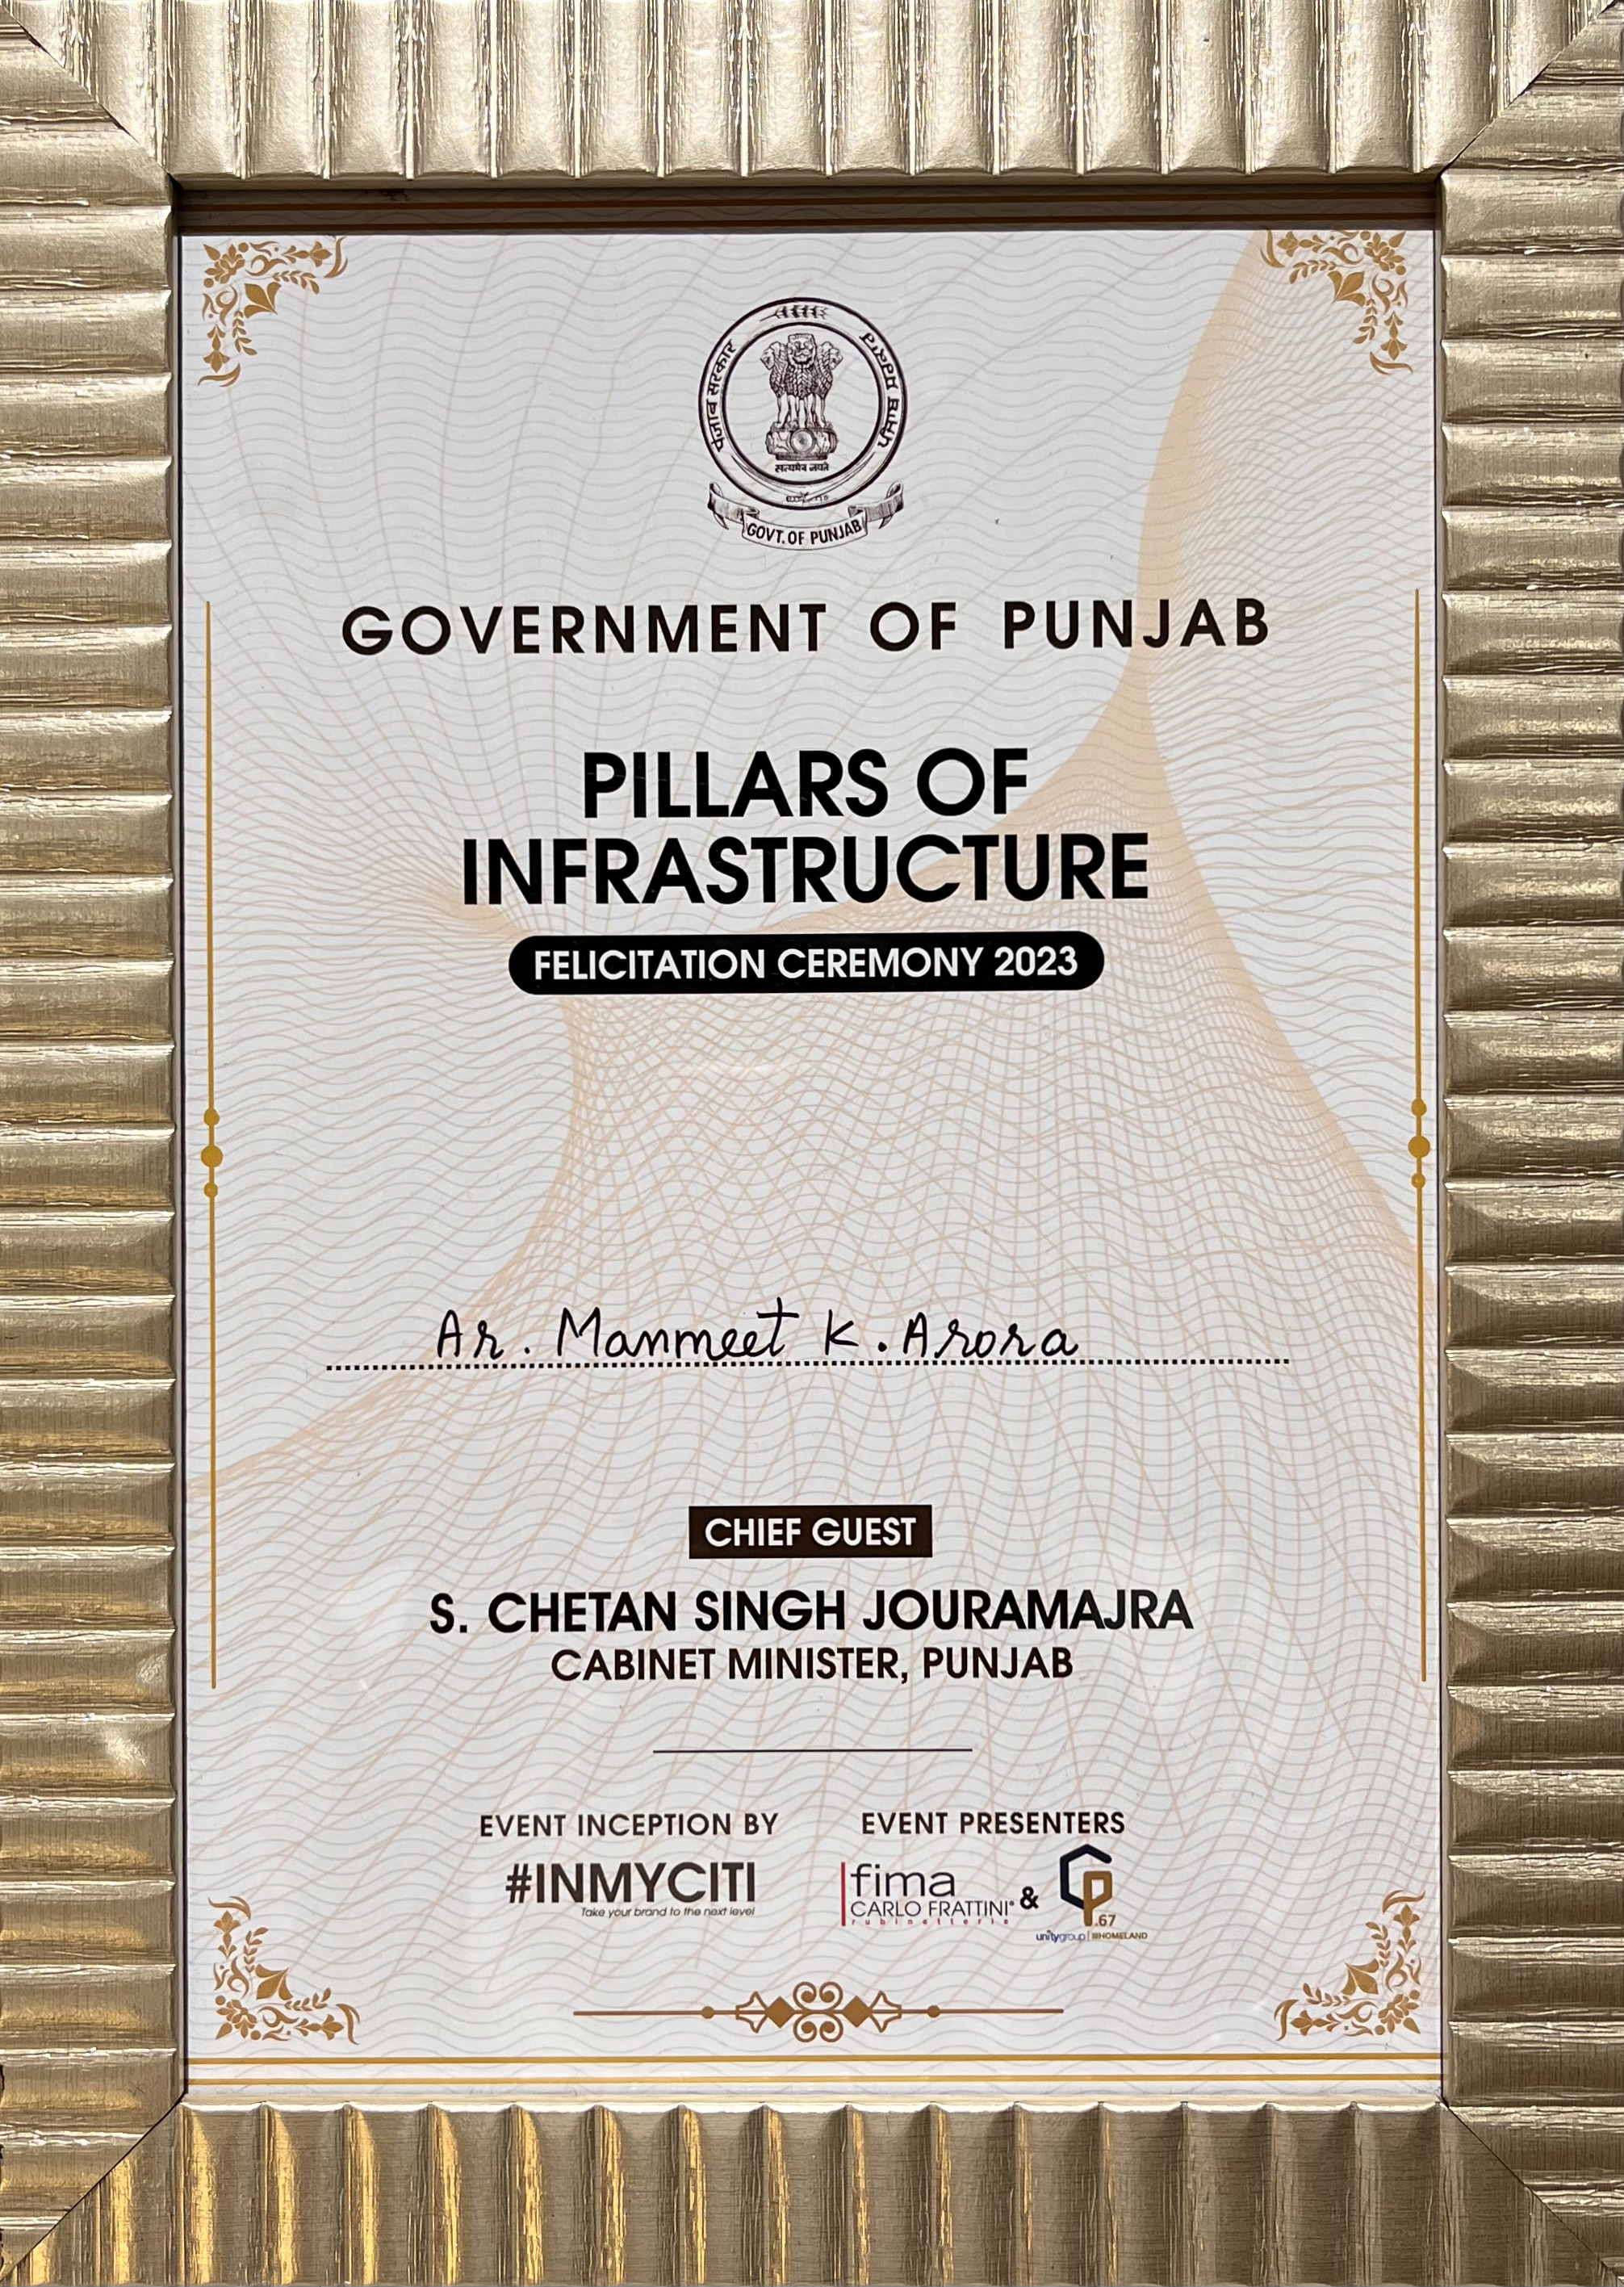 पंजाब सरकार
ਪੰਜਾਬ ਸਰਕਾਰ
सत्यमेव जयते
GOVT. OF PUNJAB
GOVERNMENT OF PUNJAB
PILLARS OF
INFRASTRUCTURE
FELICITATION CEREMONY 2023
Ar. Manmeet K. Arora
CHIEF GUEST
S. CHETAN SINGH JOURAMAJRA
CABINET MINISTER, PUNJAB
EVENT INCEPTION BY
#INMYCITI
Take your brand to the next level
EVENT PRESENTERS
fima
CARLO FRATTINI®
rubinetterie
&
CP
.67
unitygroup | HOMELAND